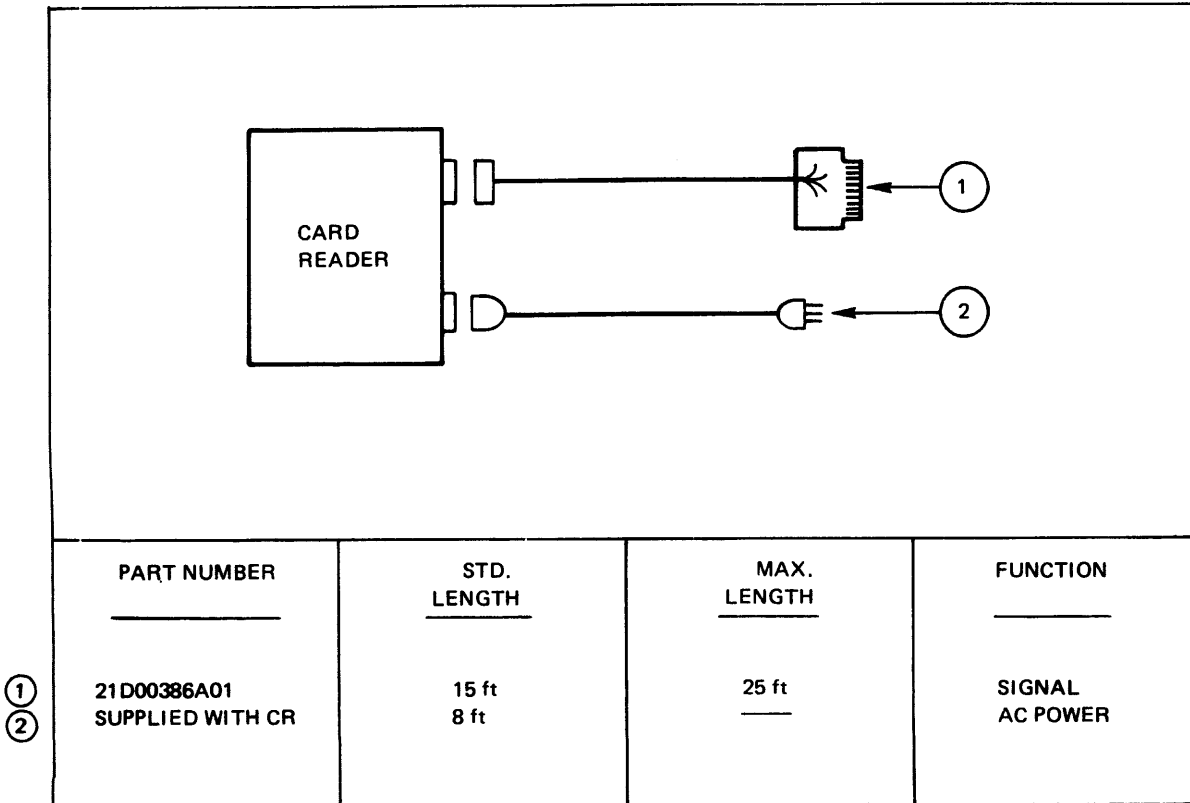 CARD
READER
1
2
PART NUMBER
STD.
LENGTH
MAX.
LENGTH
FUNCTION
1 21D00386A01 15 ft 25 ft SIGNAL
2 SUPPLIED WITH CR 8 ft — AC POWER